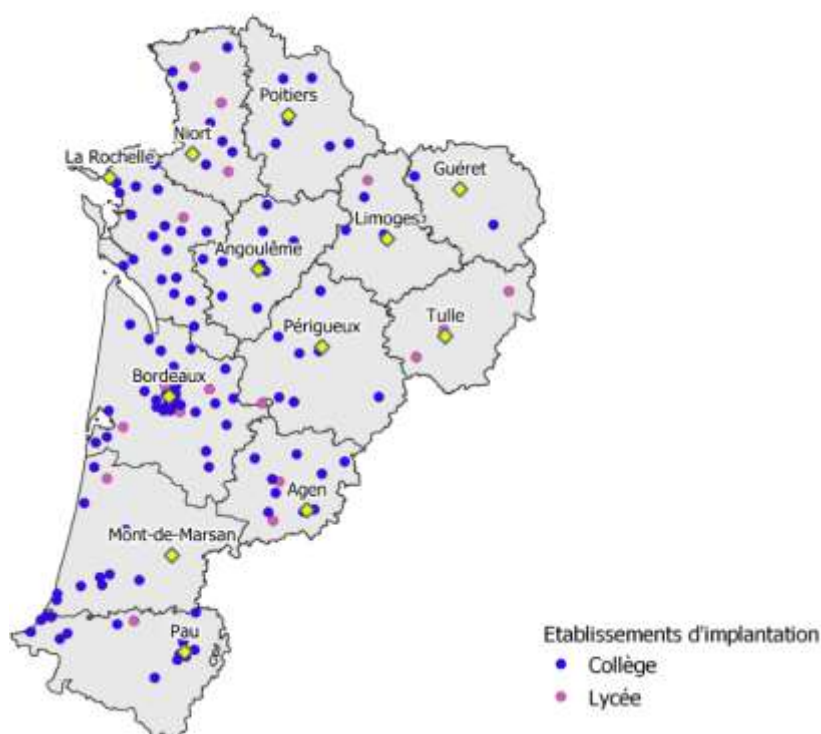 Poitiers
Niort
La Rochelle
Guéret
Limoges
Angoulême
Périgueux
Tulle
Bordeaux
Agen
Mont-de-Marsan
Pau
Etablissements d'implantation
Collège
Lycée